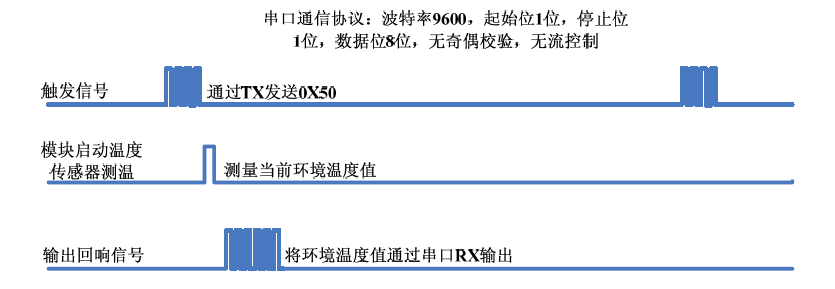 串口通信协议：波特率9600，起始位1位，停止位
1位，数据位8位，无奇偶校验，无流控制
触发信号
通过TX发送0X50
模块启动温度
传感器测温
测量当前环境温度值
输出回响信号
将环境温度值通过串口RX输出